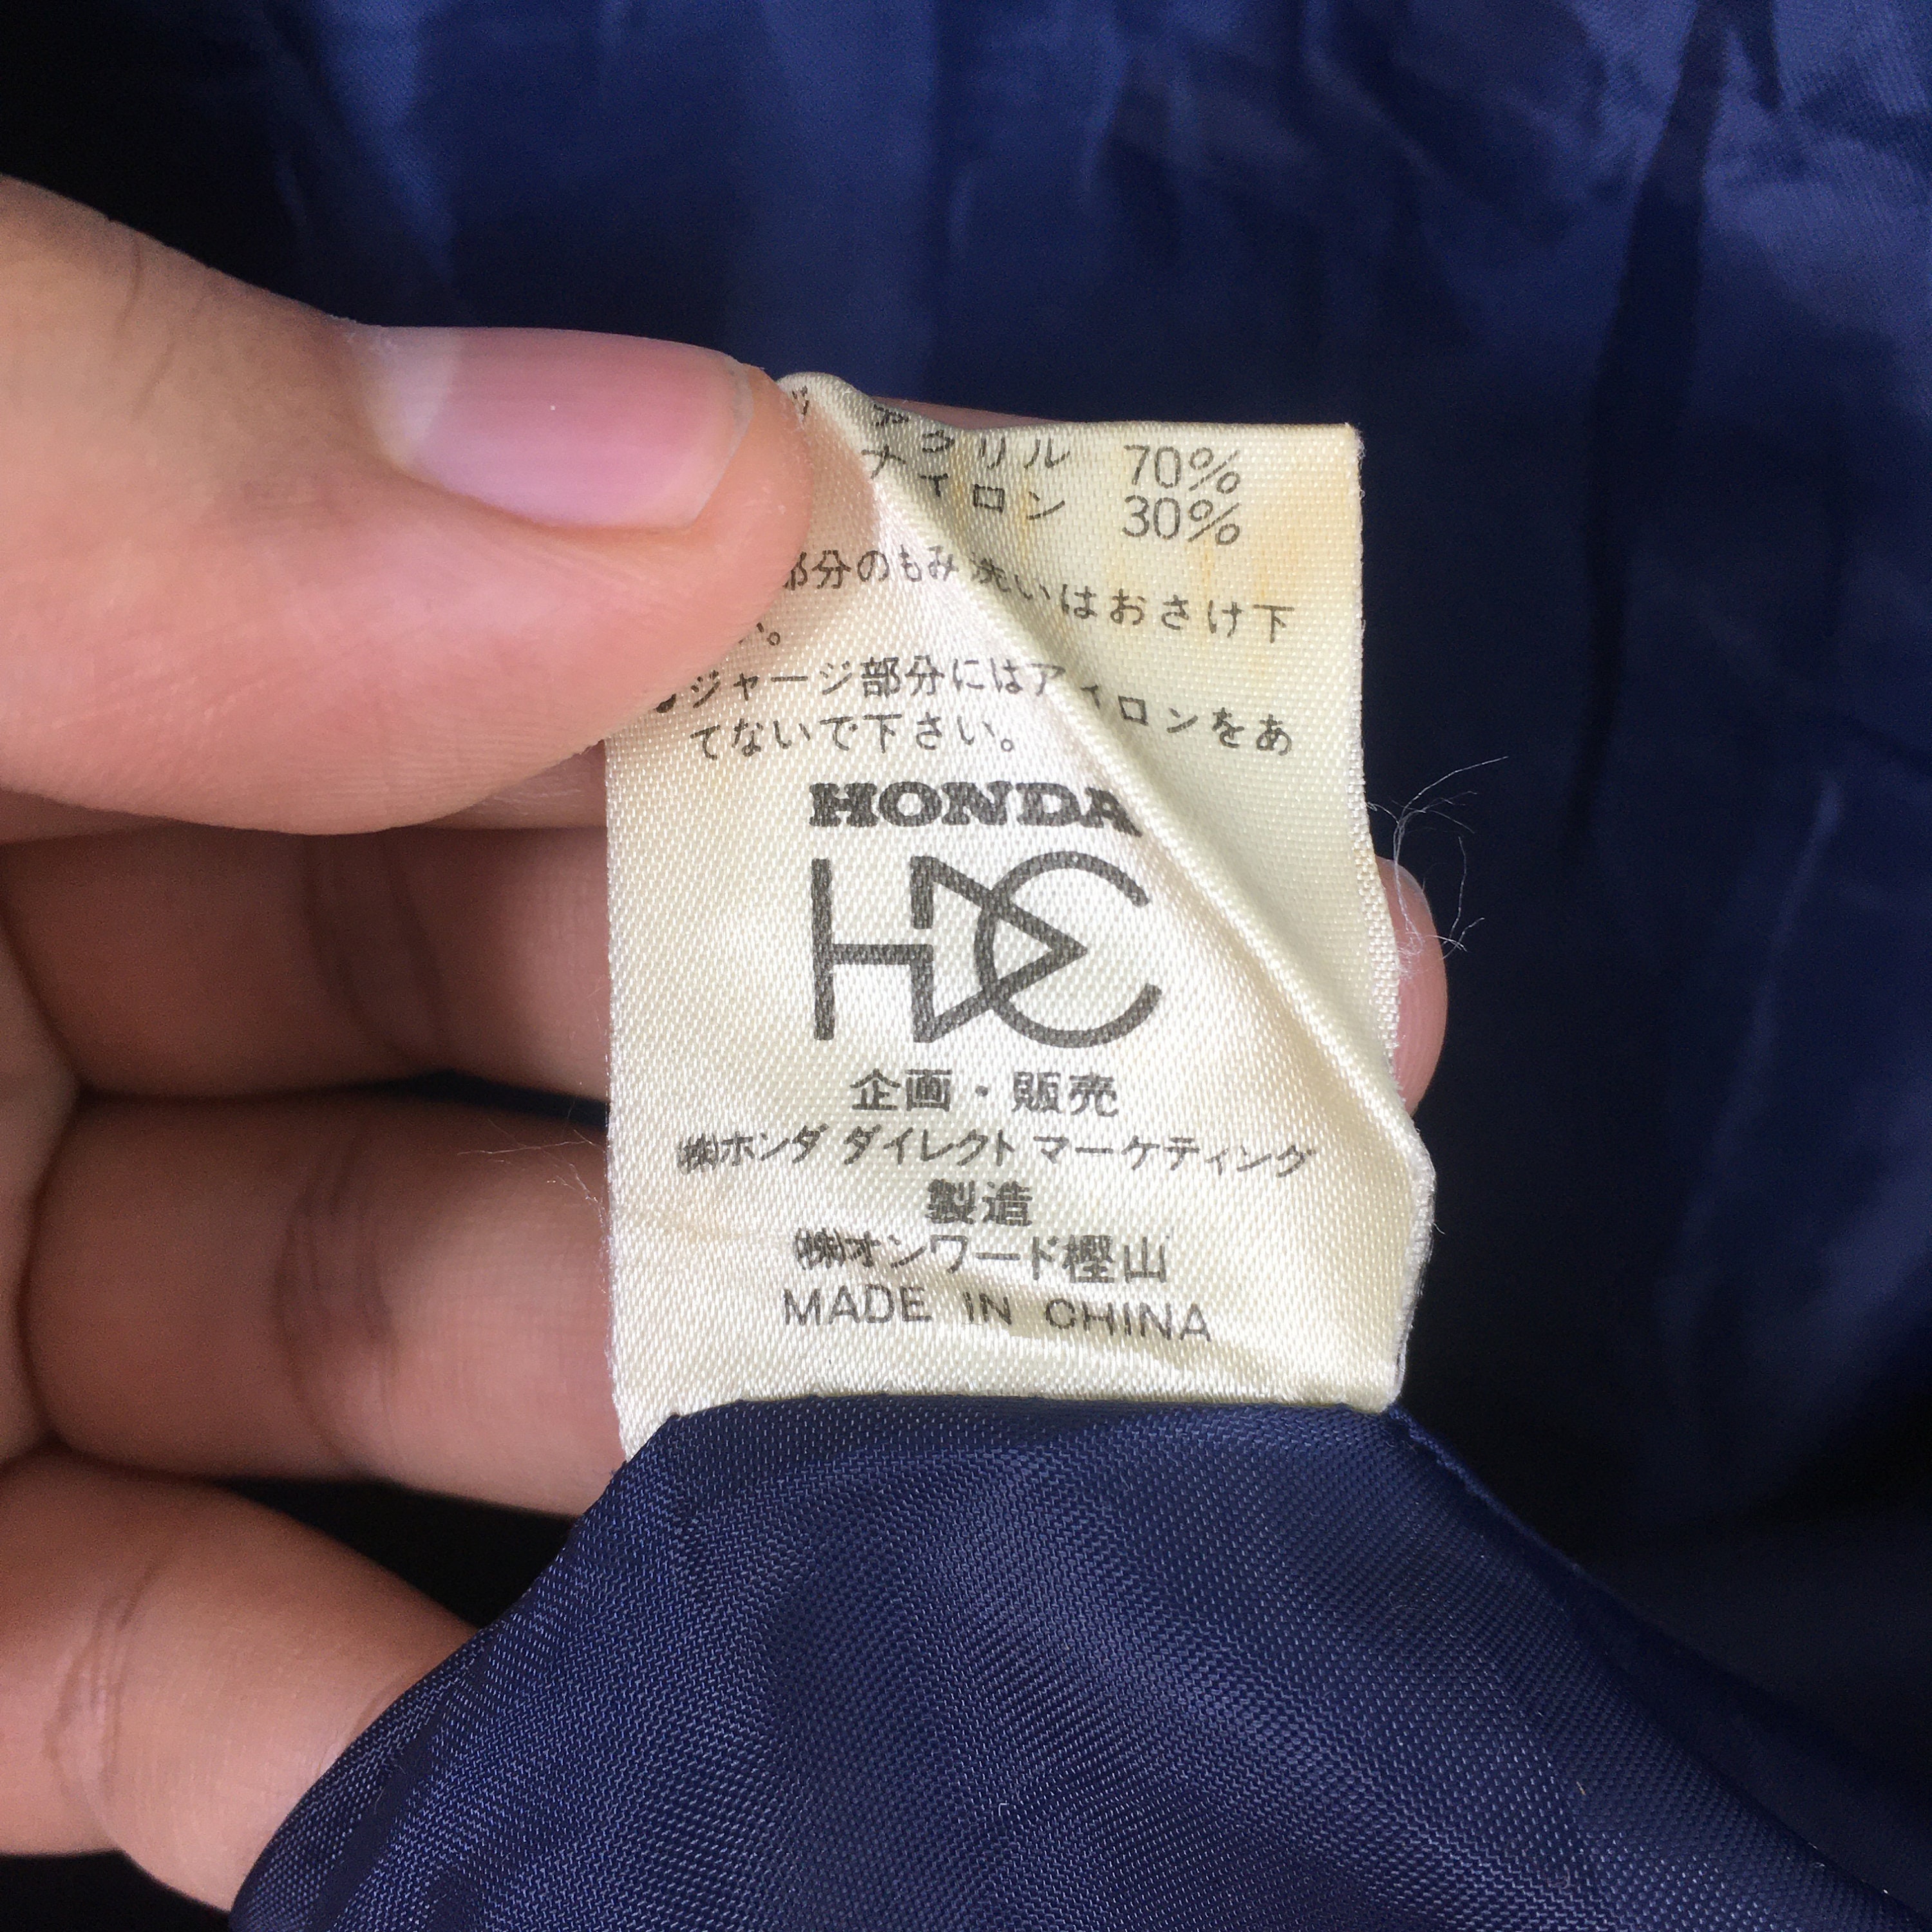 アクリル 70%
ナイロン 30%
部分のもみ洗いはおさけ下
い。
●ジャージ部分にはアイロンをあ
てないで下さい。
HONDA
HDC
企画・販売
㈱ホンダ ダイレクト マーケティング
製造
㈱オンワード樫山
MADE IN CHINA